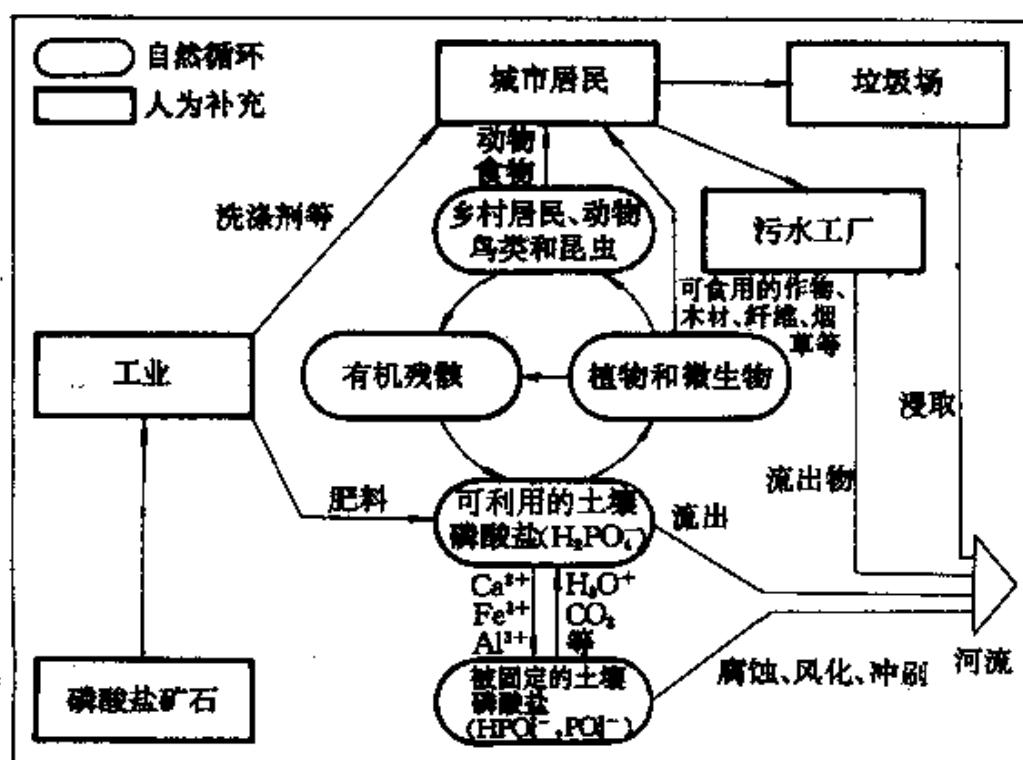 自然循环
人为补充
城市居民
垃圾场
动物
食物
洗涤剂等
乡村居民、动物
鸟类和昆虫
污水工厂
可食用的作物、
木材、纤维、烟
草等
工业
有机残骸
植物和微生物
浸取
流出物
肥料
可利用的土壤
磷酸盐(H₂PO₄⁻)
流出
Ca²⁺
Fe³⁺
Al³⁺
H₃O⁺
CO₂
等
河流
腐蚀、风化、冲刷
磷酸盐矿石
被固定的土壤
磷酸盐
(HPO₄²⁻,PO₄³⁻)